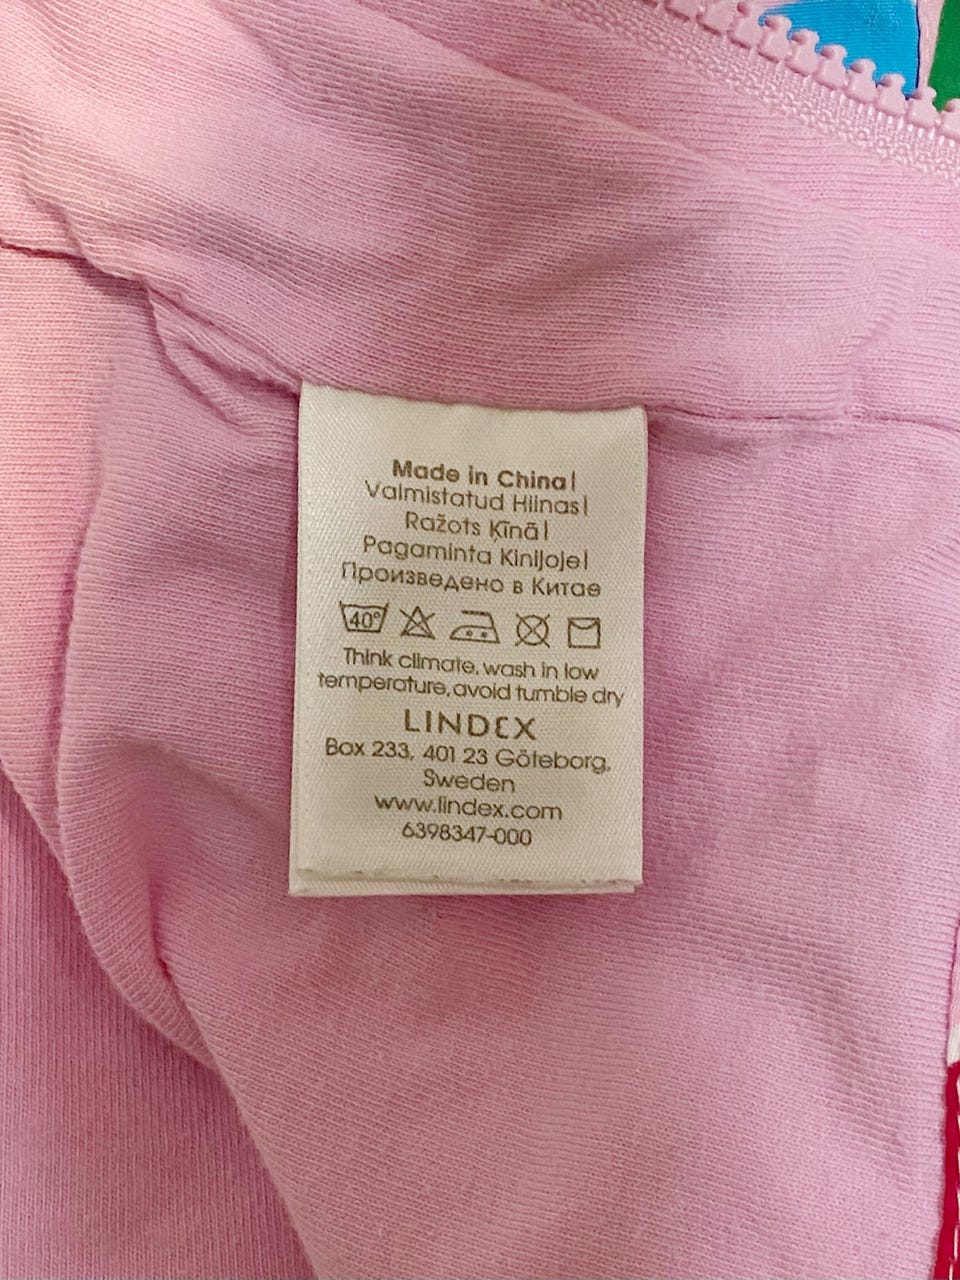 Made in China|
Valmistatud Hiinas|
Ražots Ķīnā|
Pagaminta Kinijoje|
Произведено в Китае
40°
Think climate, wash in low
temperature, avoid tumble dry
LINDEX
Box 233, 401 23 Göteborg,
Sweden
www.lindex.com
6398347-000